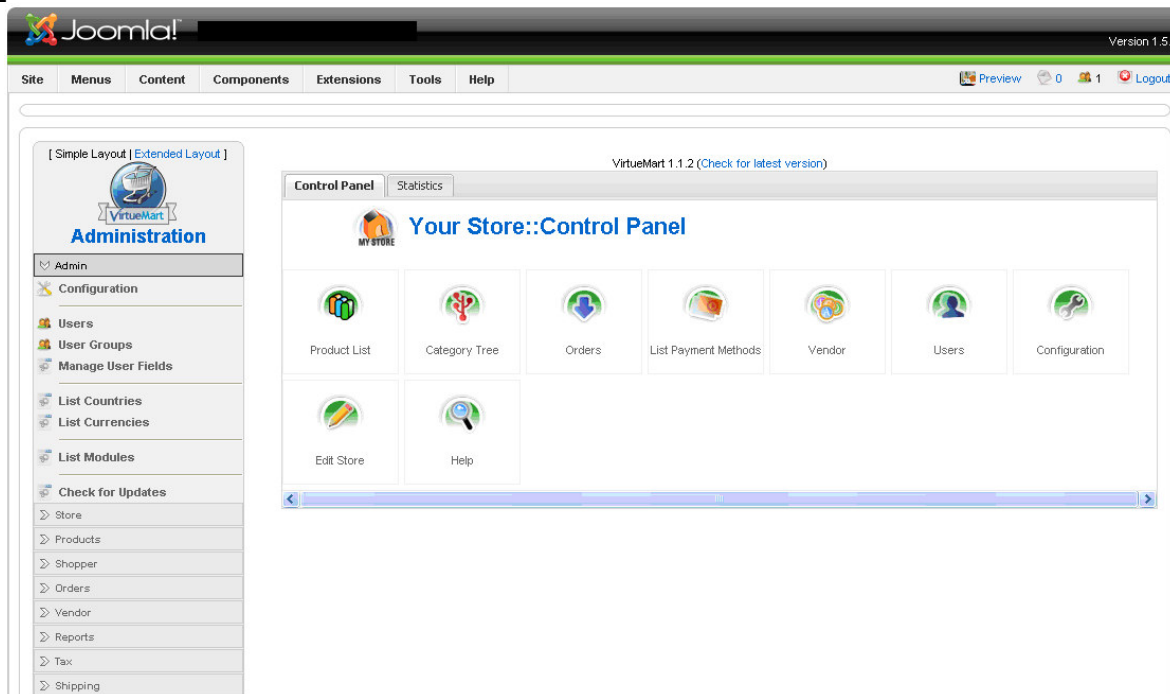 Joomla!
Version 1.5.
Site Menus Content Components Extensions Tools Help Preview 0 1 Logout
[ Simple Layout | Extended Layout ]
VirtueMart
Administration
Admin
Configuration
Users
User Groups
Manage User Fields
List Countries
List Currencies
List Modules
Check for Updates
Store
Products
Shopper
Orders
Vendor
Reports
Tax
Shipping
VirtueMart 1.1.2 (Check for latest version)
Control Panel Statistics
MY STORE
Your Store::Control Panel
Product List Category Tree Orders List Payment Methods Vendor Users Configuration
Edit Store Help